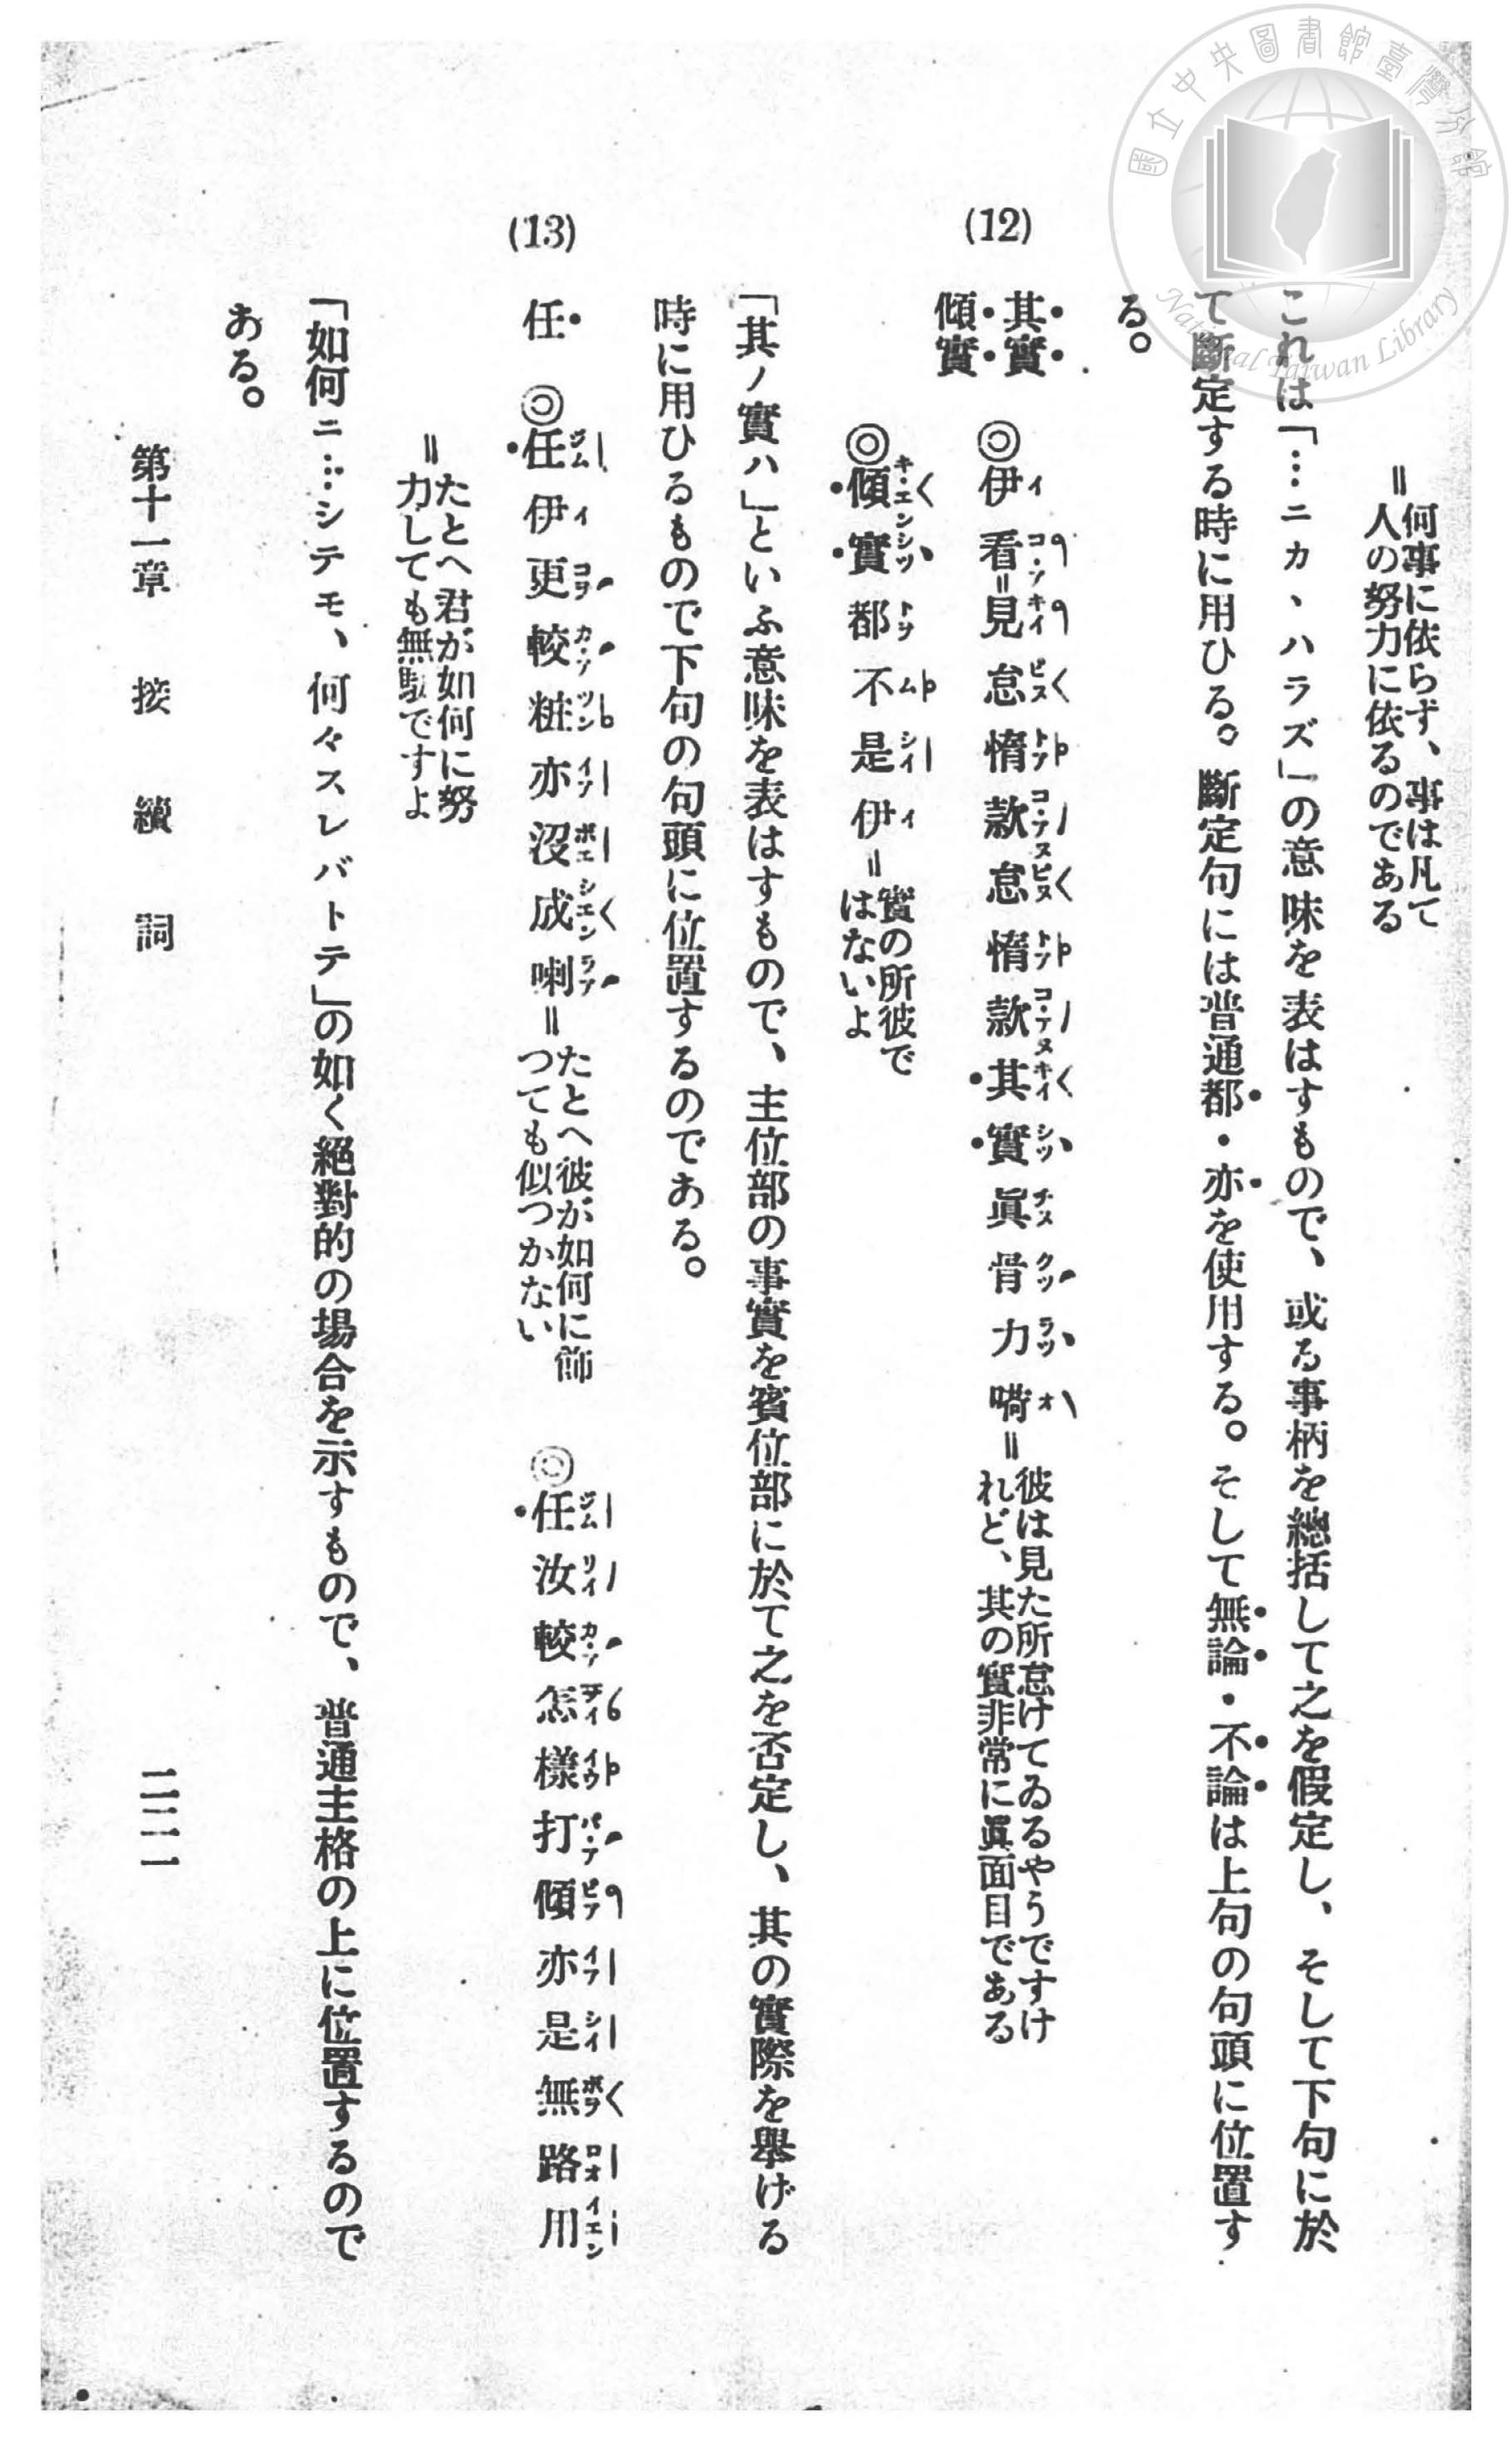 ＝何事に依らず、事は凡て
人の努力に依るのである
これは「…ニカヽハラズ」の意味を表はすもので、或る事柄を總括して之を假定し、そして下句に於
て斷定する時に用ひる。斷定句には普通都・亦を使用する。そして無論・不論は上句の句頭に位置す
る。
(12)
其實
傾實
◎伊看＝見怠惰款怠惰款其實眞骨力嗬＝彼は見た所怠けてゐるやうですけ
れど、其の實非常に眞面目である
◎傾實都不是伊＝實の所彼で
はないよ
「其ノ實ハ」といふ意味を表はすもので、主位部の事實を賓位部に於て之を否定し、其の實際を舉げる
時に用ひるもので下句の句頭に位置するのである。
(13)
任 ◎任伊更較粧亦沒成喇＝たとへ彼が如何に飾
つても似つかない
◎任汝較怎樣打傾亦是無路用
＝たとへ君が如何に努
力しても無駄ですよ
「如何ニ…シテモ、何々スレバトテ」の如く絕對的の場合を示すもので、普通主格の上に位置するので
ある。
第十一章 接續詞
二二一
國立中央圖書館臺灣分館
National Taiwan Library